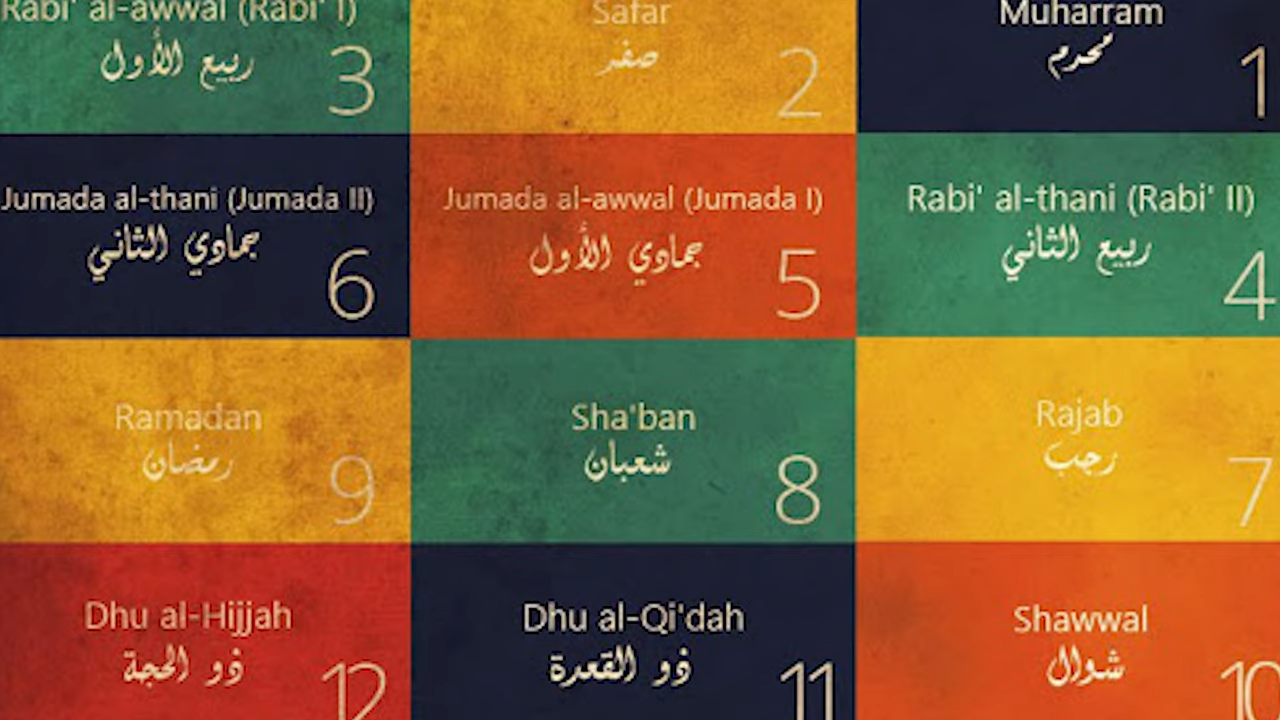 Muharram
محرم
1
Safar
صفر
2
Rabi' al-awwal (Rabi' I)
ربيع الأول
3
Rabi' al-thani (Rabi' II)
ربيع الثاني
4
Jumada al-awwal (Jumada I)
جمادي الأول
5
Jumada al-thani (Jumada II)
جمادي الثاني
6
Rajab
رجب
7
Sha'ban
شعبان
8
Ramadan
رمضان
9
Shawwal
شوال
10
Dhu al-Qi'dah
ذو القعدة
11
Dhu al-Hijjah
ذو الحجة
12